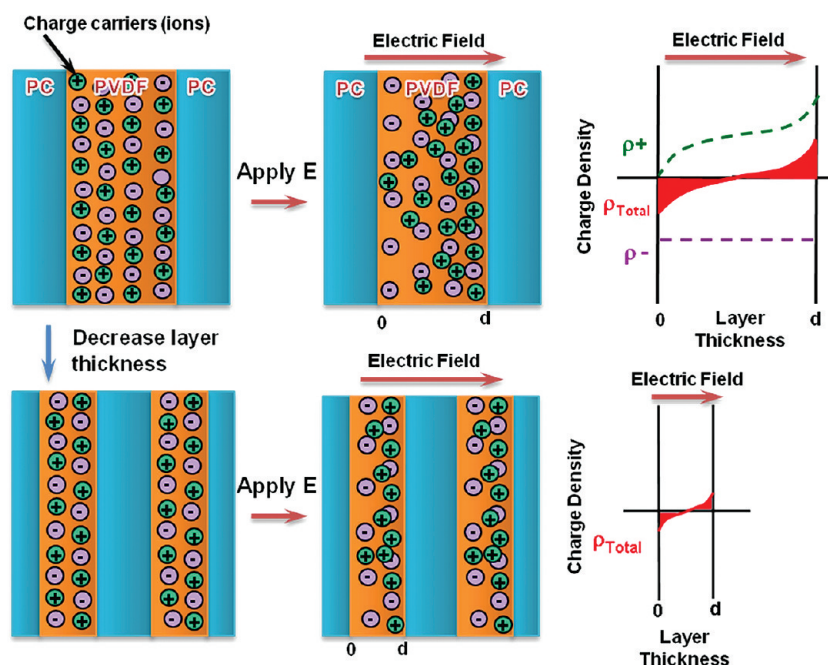 Charge carriers (ions)
PC PVDF PC
Apply E
Electric Field
PC PVDF PC
0 d
Electric Field
Charge Density
ρ+
ρTotal
ρ-
0 d
Layer
Thickness
Decrease layer
thickness
Apply E
Electric Field
0 d
Electric Field
Charge Density
ρTotal
0 d
Layer
Thickness